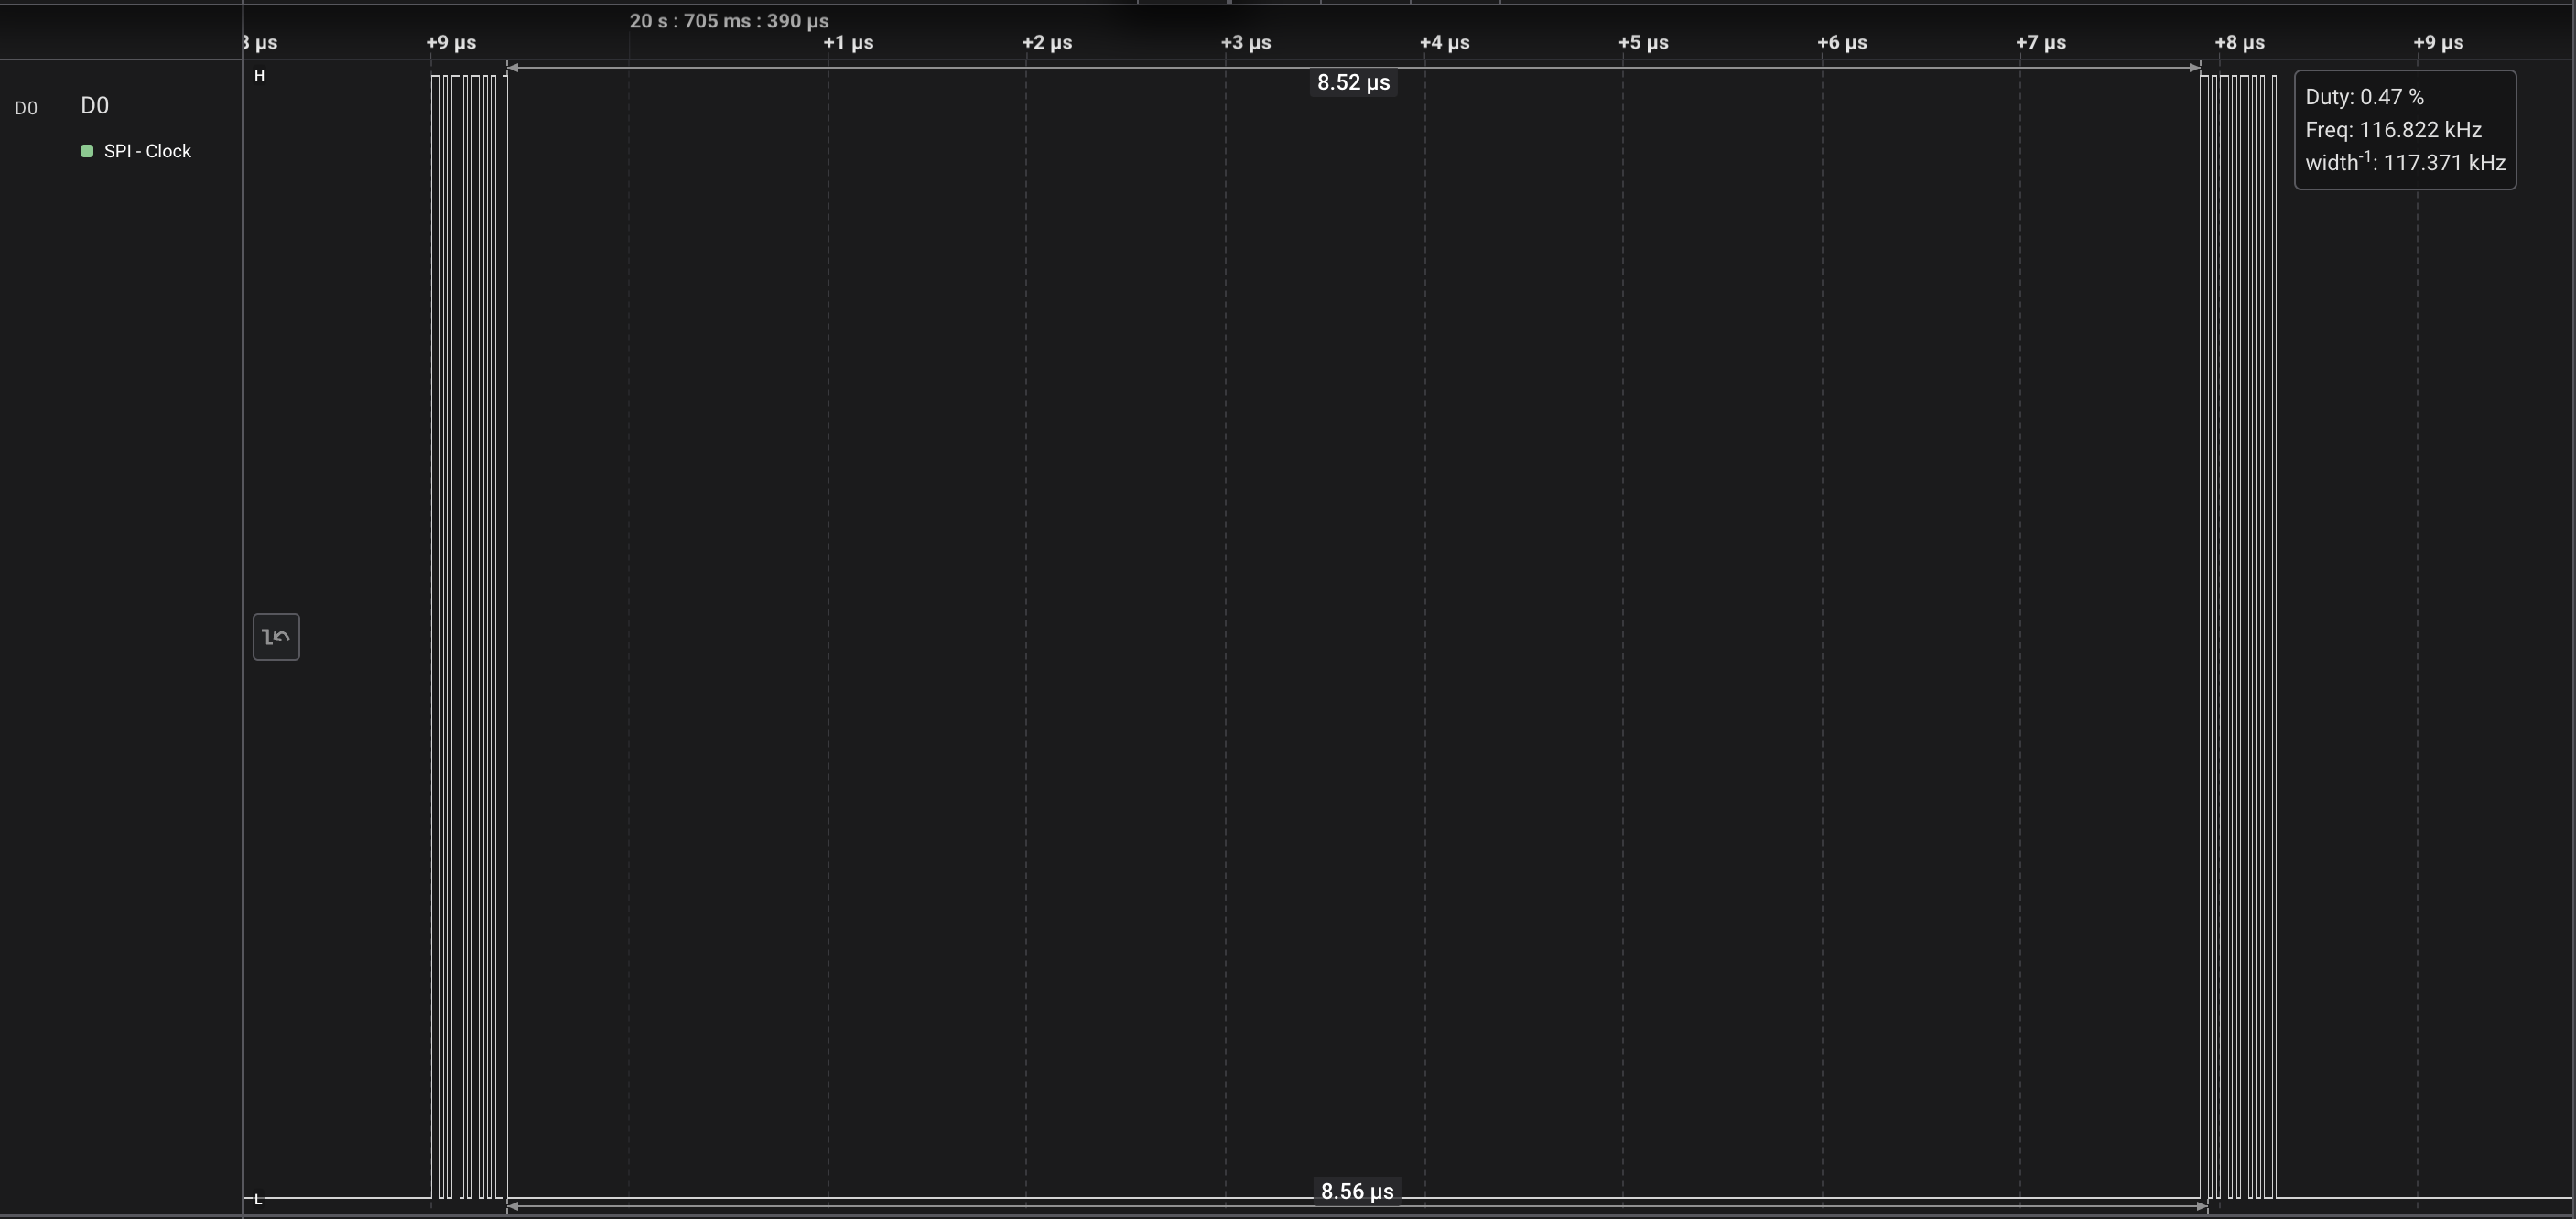 20 s : 705 ms : 390 µs
µs
+9 µs
+1 µs
+2 µs
+3 µs
+4 µs
+5 µs
+6 µs
+7 µs
+8 µs
+9 µs
H
8.52 µs
D0
D0
SPI - Clock
Duty: 0.47 %
Freq: 116.822 kHz
width⁻¹: 117.371 kHz
L
8.56 µs